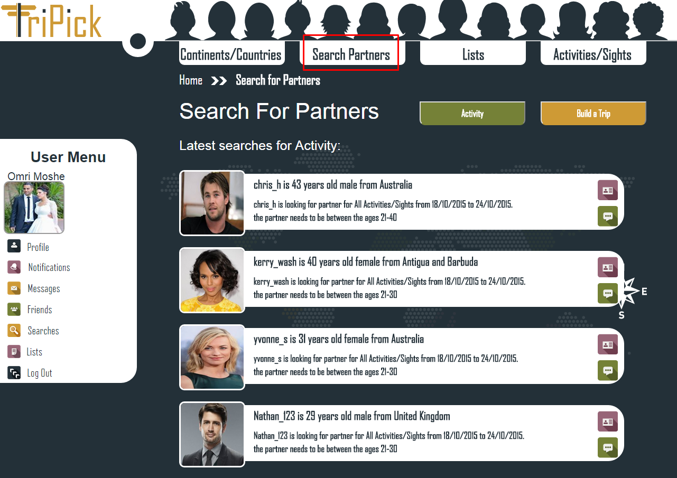 TriPick
Continents/Countries
Search Partners
Lists
Activities/Sights
Home
Search for Partners
Search For Partners
Activity
Build a Trip
Latest searches for Activity:
User Menu
Omri Moshe
Profile
Notifications
Messages
Friends
Searches
Lists
Log Out
chris_h is 43 years old male from Australia
chris_h is looking for partner for All Activities/Sights from 18/10/2015 to 24/10/2015.
the partner needs to be between the ages 21-40
kerry_wash is 40 years old female from Antigua and Barbuda
kerry_wash is looking for partner for All Activities/Sights from 18/10/2015 to 24/10/2015.
the partner needs to be between the ages 21-30
E
S
yvonne_s is 31 years old female from Australia
yvonne_s is looking for partner for All Activities/Sights from 18/10/2015 to 24/10/2015.
the partner needs to be between the ages 21-30
Nathan_123 is 29 years old male from United Kingdom
Nathan_123 is looking for partner for All Activities/Sights from 18/10/2015 to 24/10/2015.
the partner needs to be between the ages 21-30